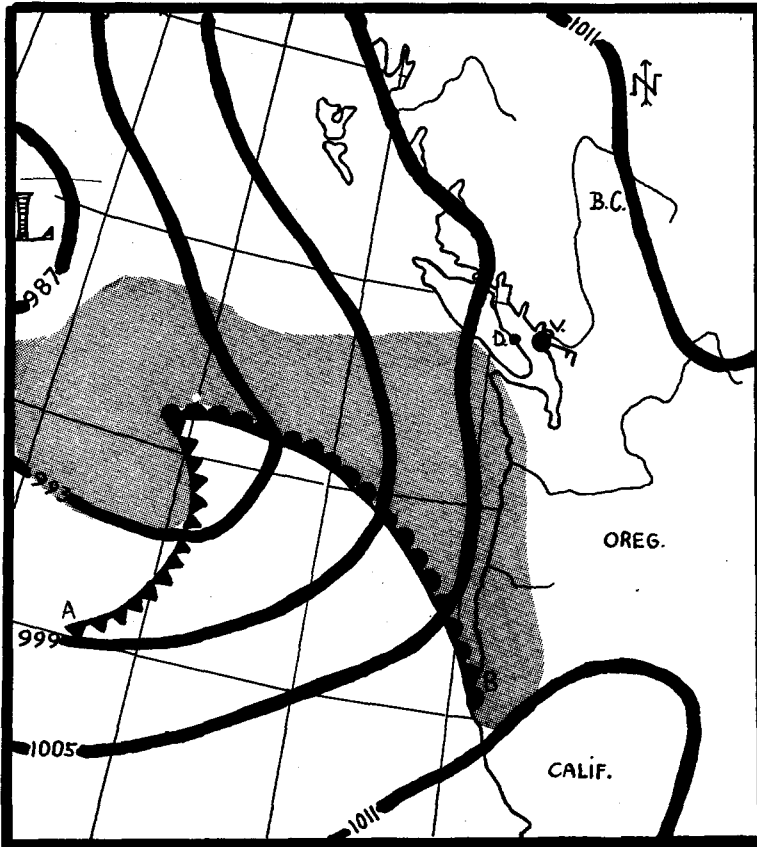 1011
N
B.C.
L
987
D.
V.
993
OREG.
A
999
B
1005
CALIF.
1011